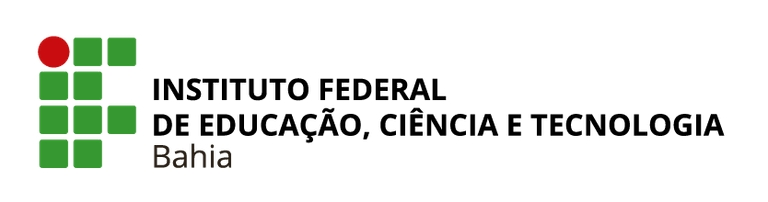 INSTITUTO FEDERAL
DE EDUCAÇÃO, CIÊNCIA E TECNOLOGIA
Bahia